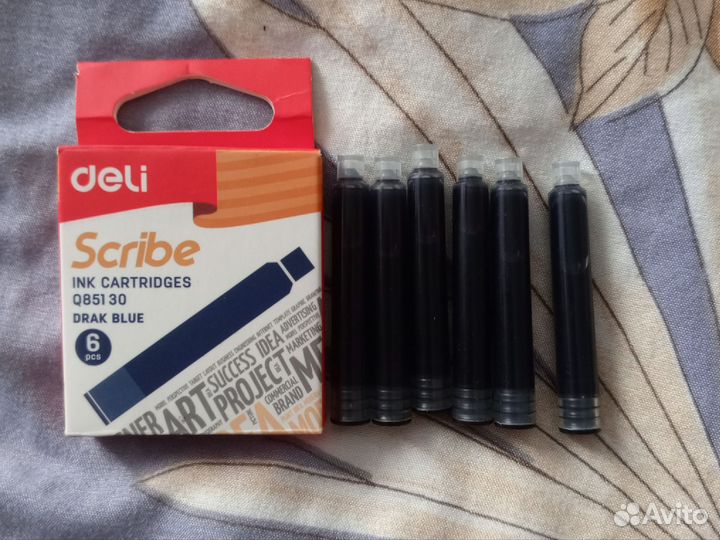 deli
Scribe
INK CARTRIDGES
Q85130
DRAK BLUE
6
pcs
SUCCESS
IDEA
ADVERTISING
MARKETING
ART
PROJECT
COMMERCIAL
BRAND
Avito